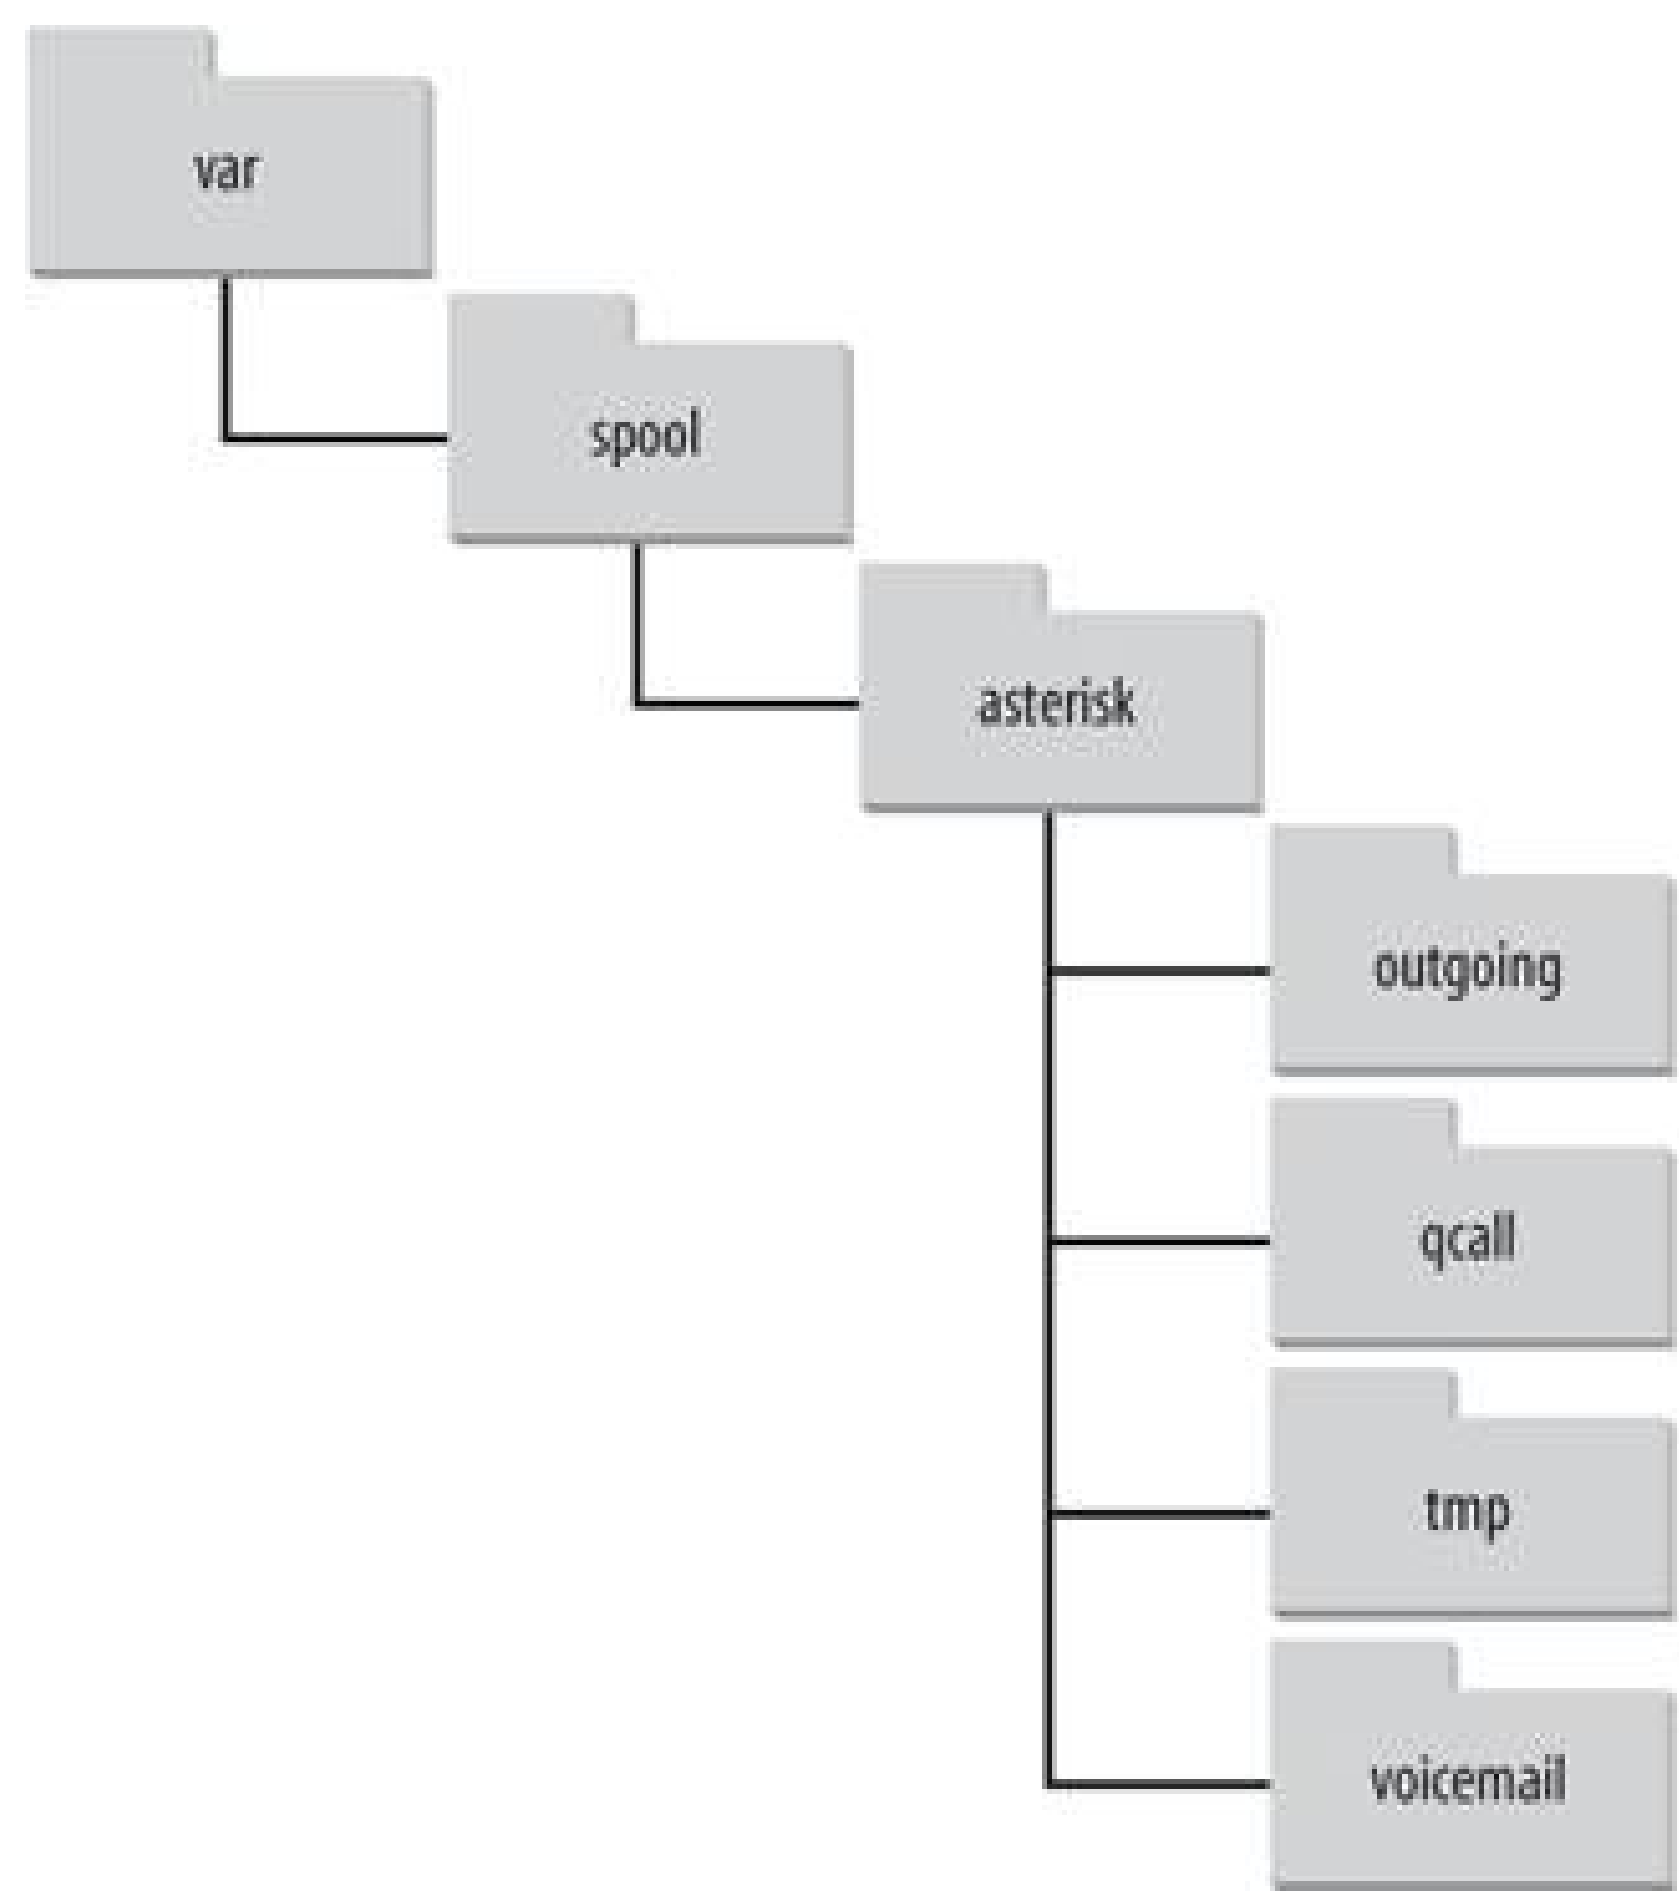 var
spool
asterisk
outgoing
qcall
tmp
voicemail